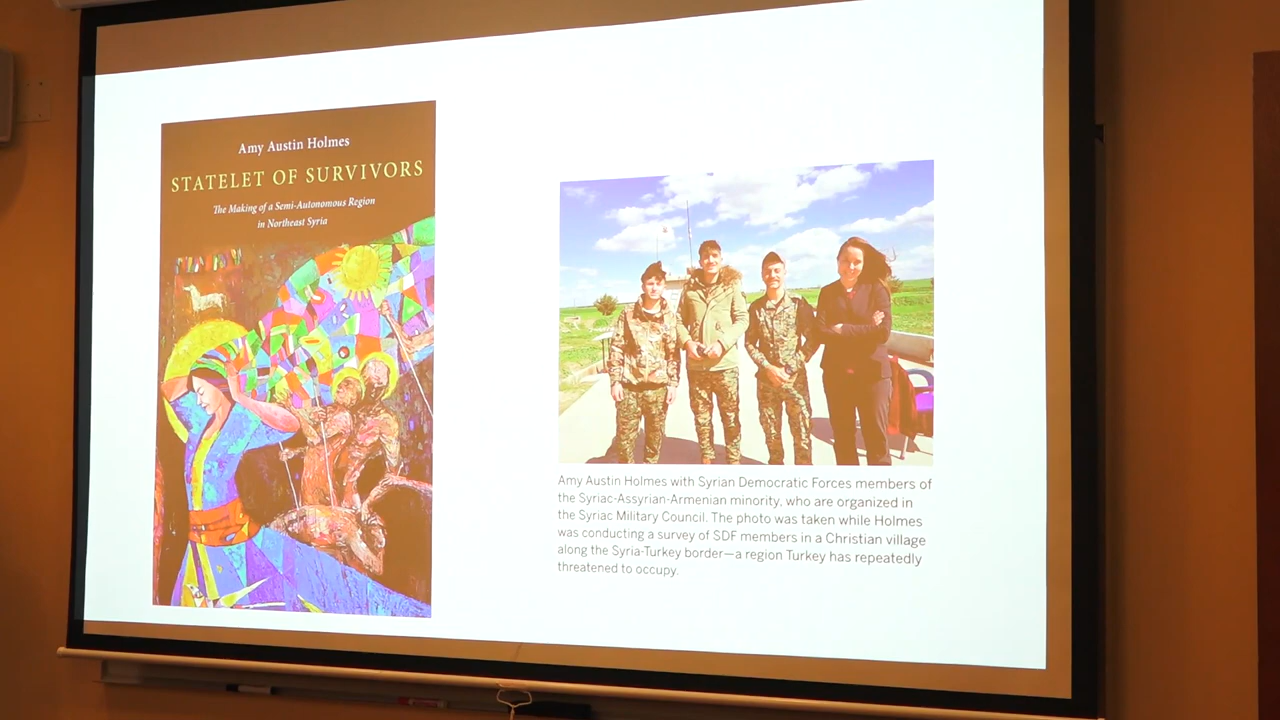 Amy Austin Holmes
STATELET OF SURVIVORS
The Making of a Semi-Autonomous Region
in Northeast Syria
Amy Austin Holmes with Syrian Democratic Forces members of
the Syriac-Assyrian-Armenian minority, who are organized in
the Syriac Military Council. The photo was taken while Holmes
was conducting a survey of SDF members in a Christian village
along the Syria-Turkey border—a region Turkey has repeatedly
threatened to occupy.